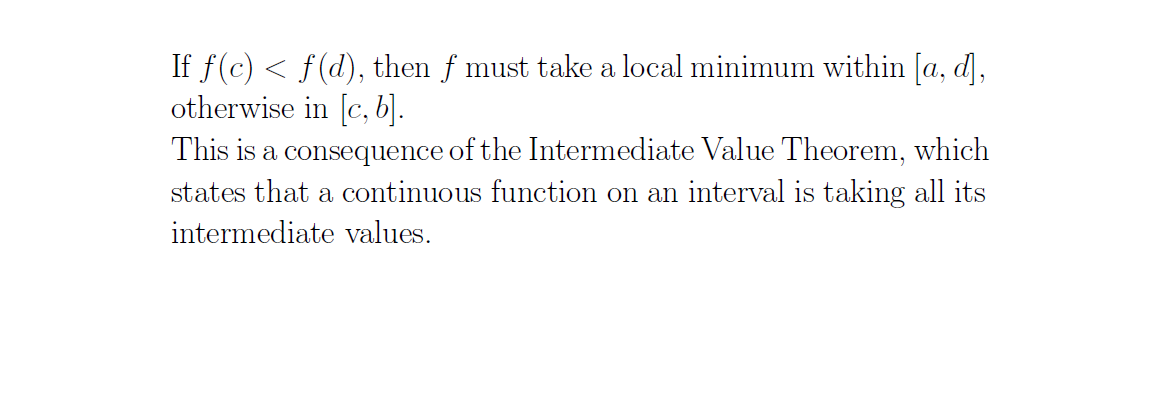 If f(c) < f(d), then f must take a local minimum within [a, d],
otherwise in [c, b].
This is a consequence of the Intermediate Value Theorem, which
states that a continuous function on an interval is taking all its
intermediate values.